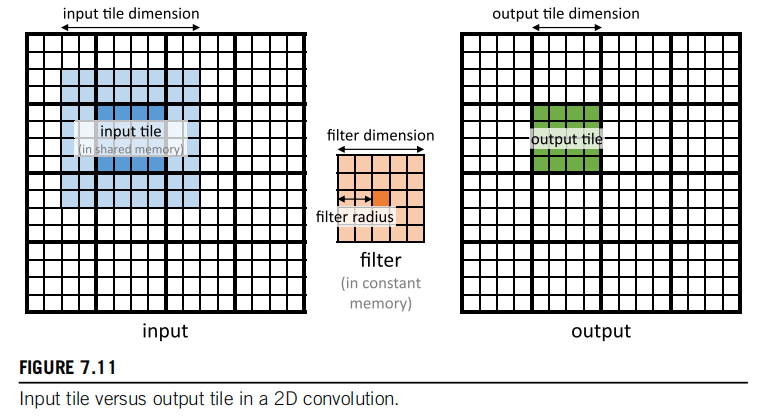 input tile dimension
output tile dimension
input tile
(in shared memory)
filter dimension
output tile
filter radius
filter
(in constant
memory)
input
output
FIGURE 7.11
Input tile versus output tile in a 2D convolution.